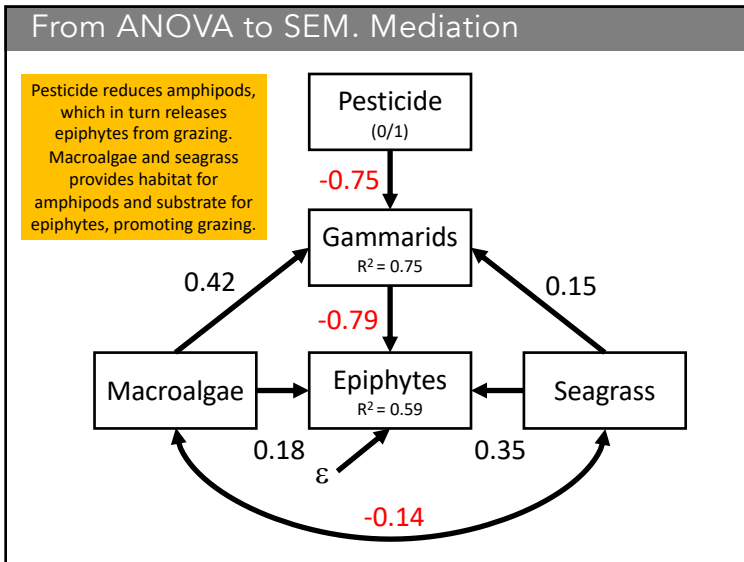 From ANOVA to SEM. Mediation
Pesticide reduces amphipods,
which in turn releases
epiphytes from grazing.
Macroalgae and seagrass
provides habitat for
amphipods and substrate for
epiphytes, promoting grazing.
Pesticide
(0/1)
-0.75
Gammarids
R² = 0.75
0.42
0.15
-0.79
Macroalgae
Epiphytes
R² = 0.59
Seagrass
0.18
0.35
ε
-0.14